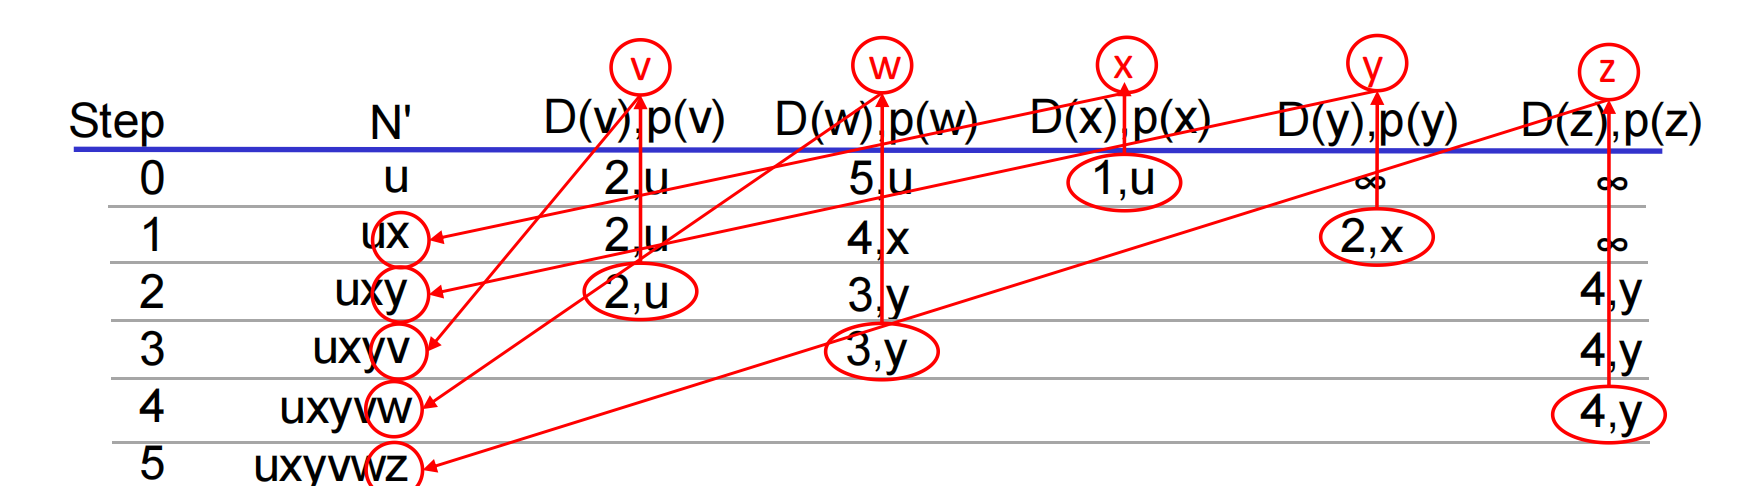 v w x y z
Step N' D(v),p(v) D(w),p(w) D(x),p(x) D(y),p(y) D(z),p(z)
0 u 2,u 5,u 1,u ∞ ∞
1 ux 2,u 4,x 2,x ∞
2 uxy 2,u 3,y 4,y
3 uxyv 3,y 4,y
4 uxyvw 4,y
5 uxyvwz